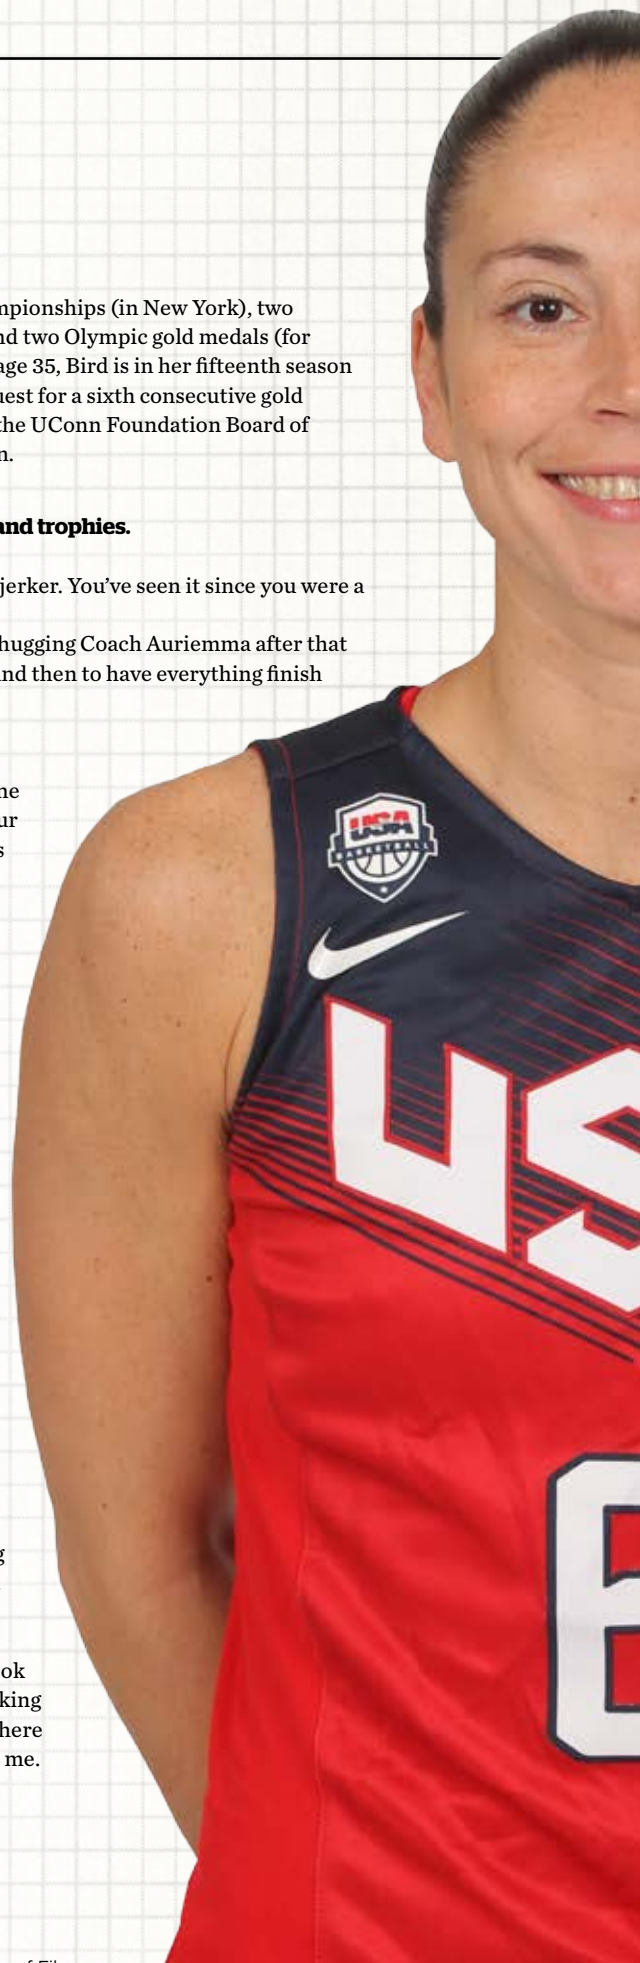 mpionships (in New York), two
nd two Olympic gold medals (for
age 35, Bird is in her fifteenth season
uest for a sixth consecutive gold
the UConn Foundation Board of
n.
and trophies.
jerker. You’ve seen it since you were a
hugging Coach Auriemma after that
and then to have everything finish
he
ur
s
USA
BASKETBALL
US
6
g
ok
king
here
me.